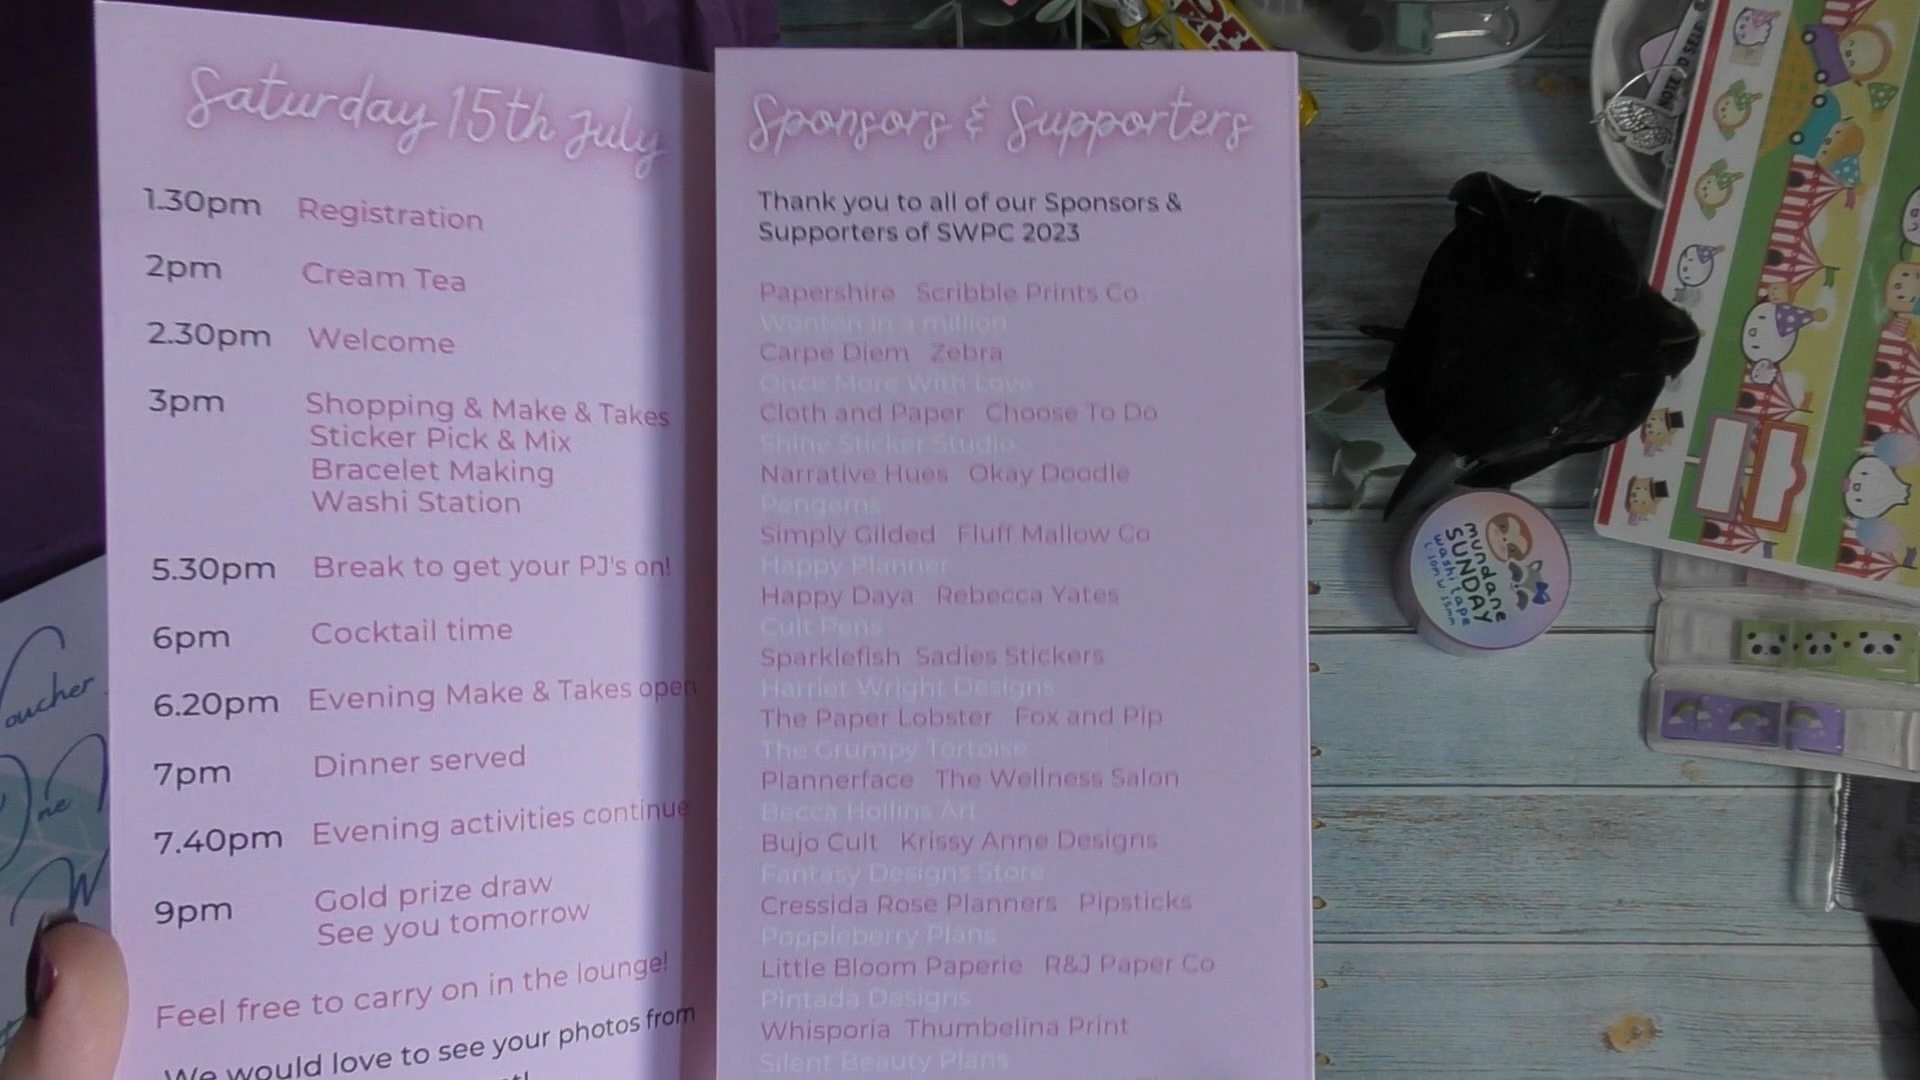 Saturday 15th July
1.30pm Registration
2pm Cream Tea
2.30pm Welcome
3pm Shopping & Make & Takes
Sticker Pick & Mix
Bracelet Making
Washi Station
5.30pm Break to get your PJ's on!
6pm Cocktail time
6.20pm Evening Make & Takes open
7pm Dinner served
7.40pm Evening activities continue
9pm Gold prize draw
See you tomorrow
Feel free to carry on in the lounge!
We would love to see your photos from
Sponsors & Supporters
Thank you to all of our Sponsors &
Supporters of SWPC 2023
Papershire Scribble Prints Co
Wonton in a million
Carpe Diem Zebra
Once More With Love
Cloth and Paper Choose To Do
Shine Sticker Studio
Narrative Hues Okay Doodle
Pengems
Simply Gilded Fluff Mallow Co
Happy Planner
Happy Daya Rebecca Yates
Cult Pens
Sparklefish Sadies Stickers
Harriet Wright Designs
The Paper Lobster Fox and Pip
The Grumpy Tortoise
Plannerface The Wellness Salon
Becca Hollins Art
Bujo Cult Krissy Anne Designs
Fantasy Designs Store
Cressida Rose Planners Pipsticks
Poppleberry Plans
Little Bloom Paperie R&J Paper Co
Pintada Designs
Whisporia Thumbelina Print
Silent Beauty Plans
oucher
One
W
NOTE TO SELF
mundane
SUNDAY
washi tape
10m x 15mm